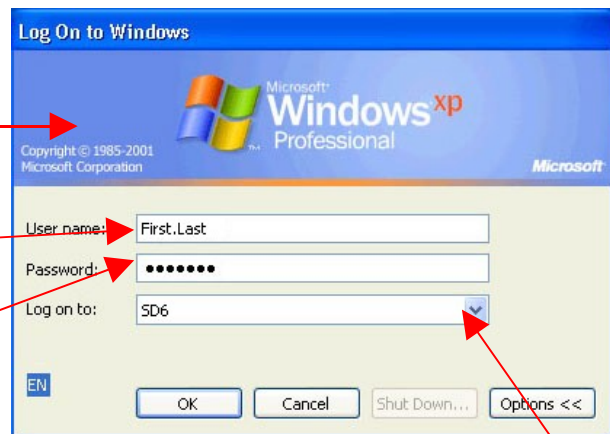 Log On to Windows
Microsoft
Windows xp
Professional
Copyright © 1985-2001
Microsoft Corporation
Microsoft
User name: First.Last
Password: •••••••
Log on to: SD6
EN
OK Cancel Shut Down... Options <<